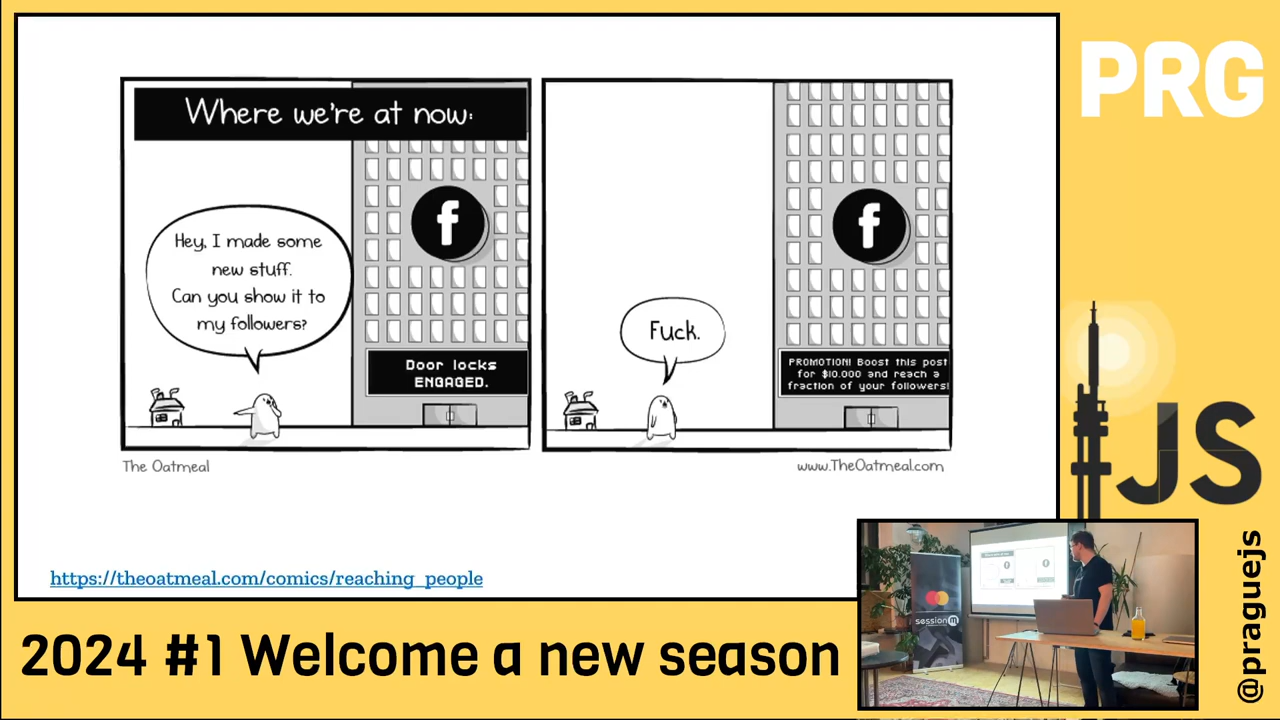 Where we're at now:
Hey, I made some
new stuff.
Can you show it to
my followers?
f
Door locks
ENGAGED.
The Oatmeal
Fuck.
f
PROMOTION! Boost this post
for $10.000 and reach a
fraction of your followers!
www.TheOatmeal.com
https://theoatmeal.com/comics/reaching_people
PRG
JS
@praguejs
session m
2024 #1 Welcome a new season